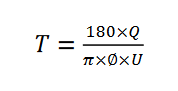 T = 180×Q / π×Ø×U